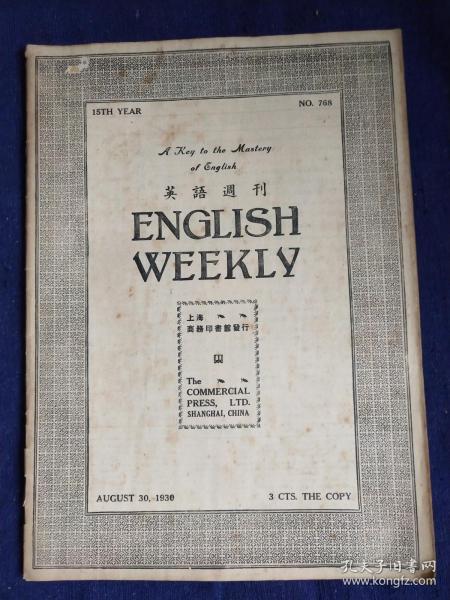 15TH YEAR NO. 768
A Key to the Mastery
of English
英語週刊
ENGLISH
WEEKLY
上海
商務印書館發行
The
COMMERCIAL
PRESS, LTD.
SHANGHAI, CHINA
AUGUST 30, 1930 3 CTS. THE COPY
孔夫子旧书网
www.kongfz.com